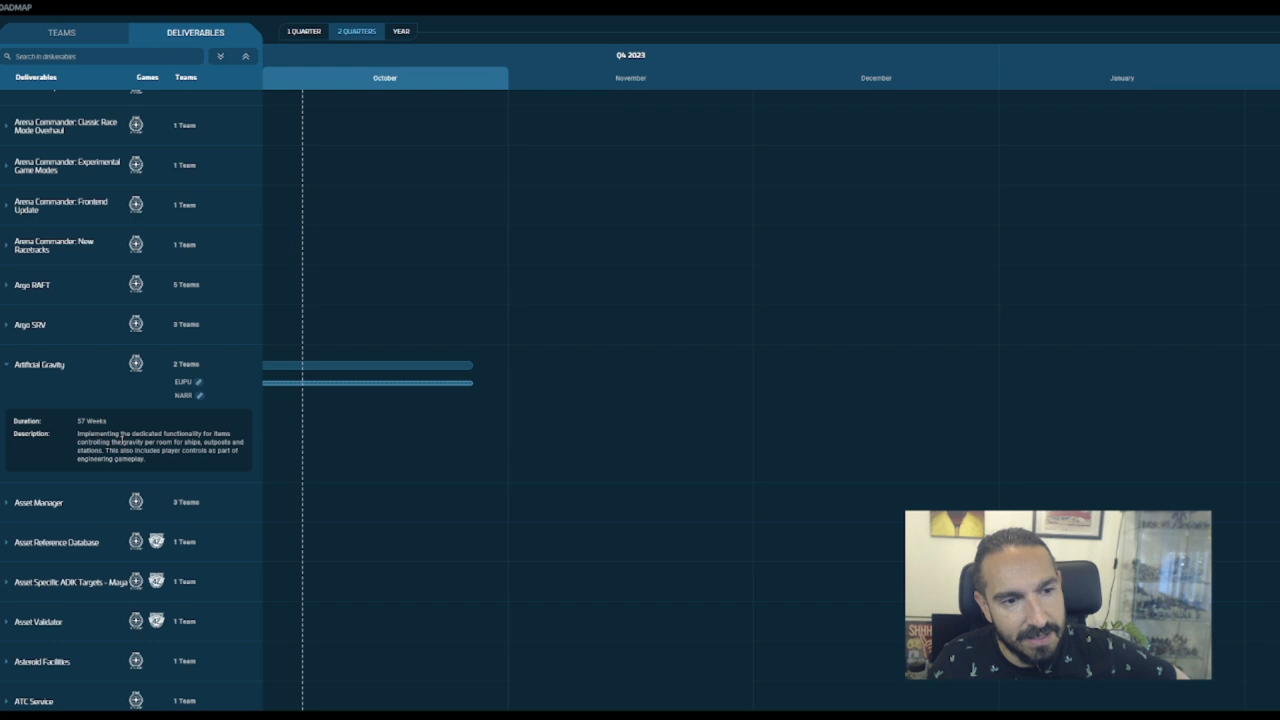 ROADMAP
TEAMS
DELIVERABLES
1 QUARTER
2 QUARTERS
YEAR
Search in deliverables
Q4 2023
Deliverables
Games
Teams
October
November
December
January
Arena Commander: Classic Race
Mode Overhaul
1 Team
Arena Commander: Experimental
Game Modes
1 Team
Arena Commander: Frontend
Update
1 Team
Arena Commander: New
Racetracks
1 Team
Argo RAFT
5 Teams
Argo SRV
3 Teams
Artificial Gravity
2 Teams
EUPU
NARR
Duration:
57 Weeks
Description:
Implementing the dedicated functionality for items
controlling the gravity per room for ships, outposts and
stations. This also includes player controls as part of
engineering gameplay.
Asset Manager
3 Teams
Asset Reference Database
1 Team
Asset Specific ADIK Targets - Maya
1 Team
Asset Validator
1 Team
Asteroid Facilities
1 Team
ATC Service
1 Team
SHHH